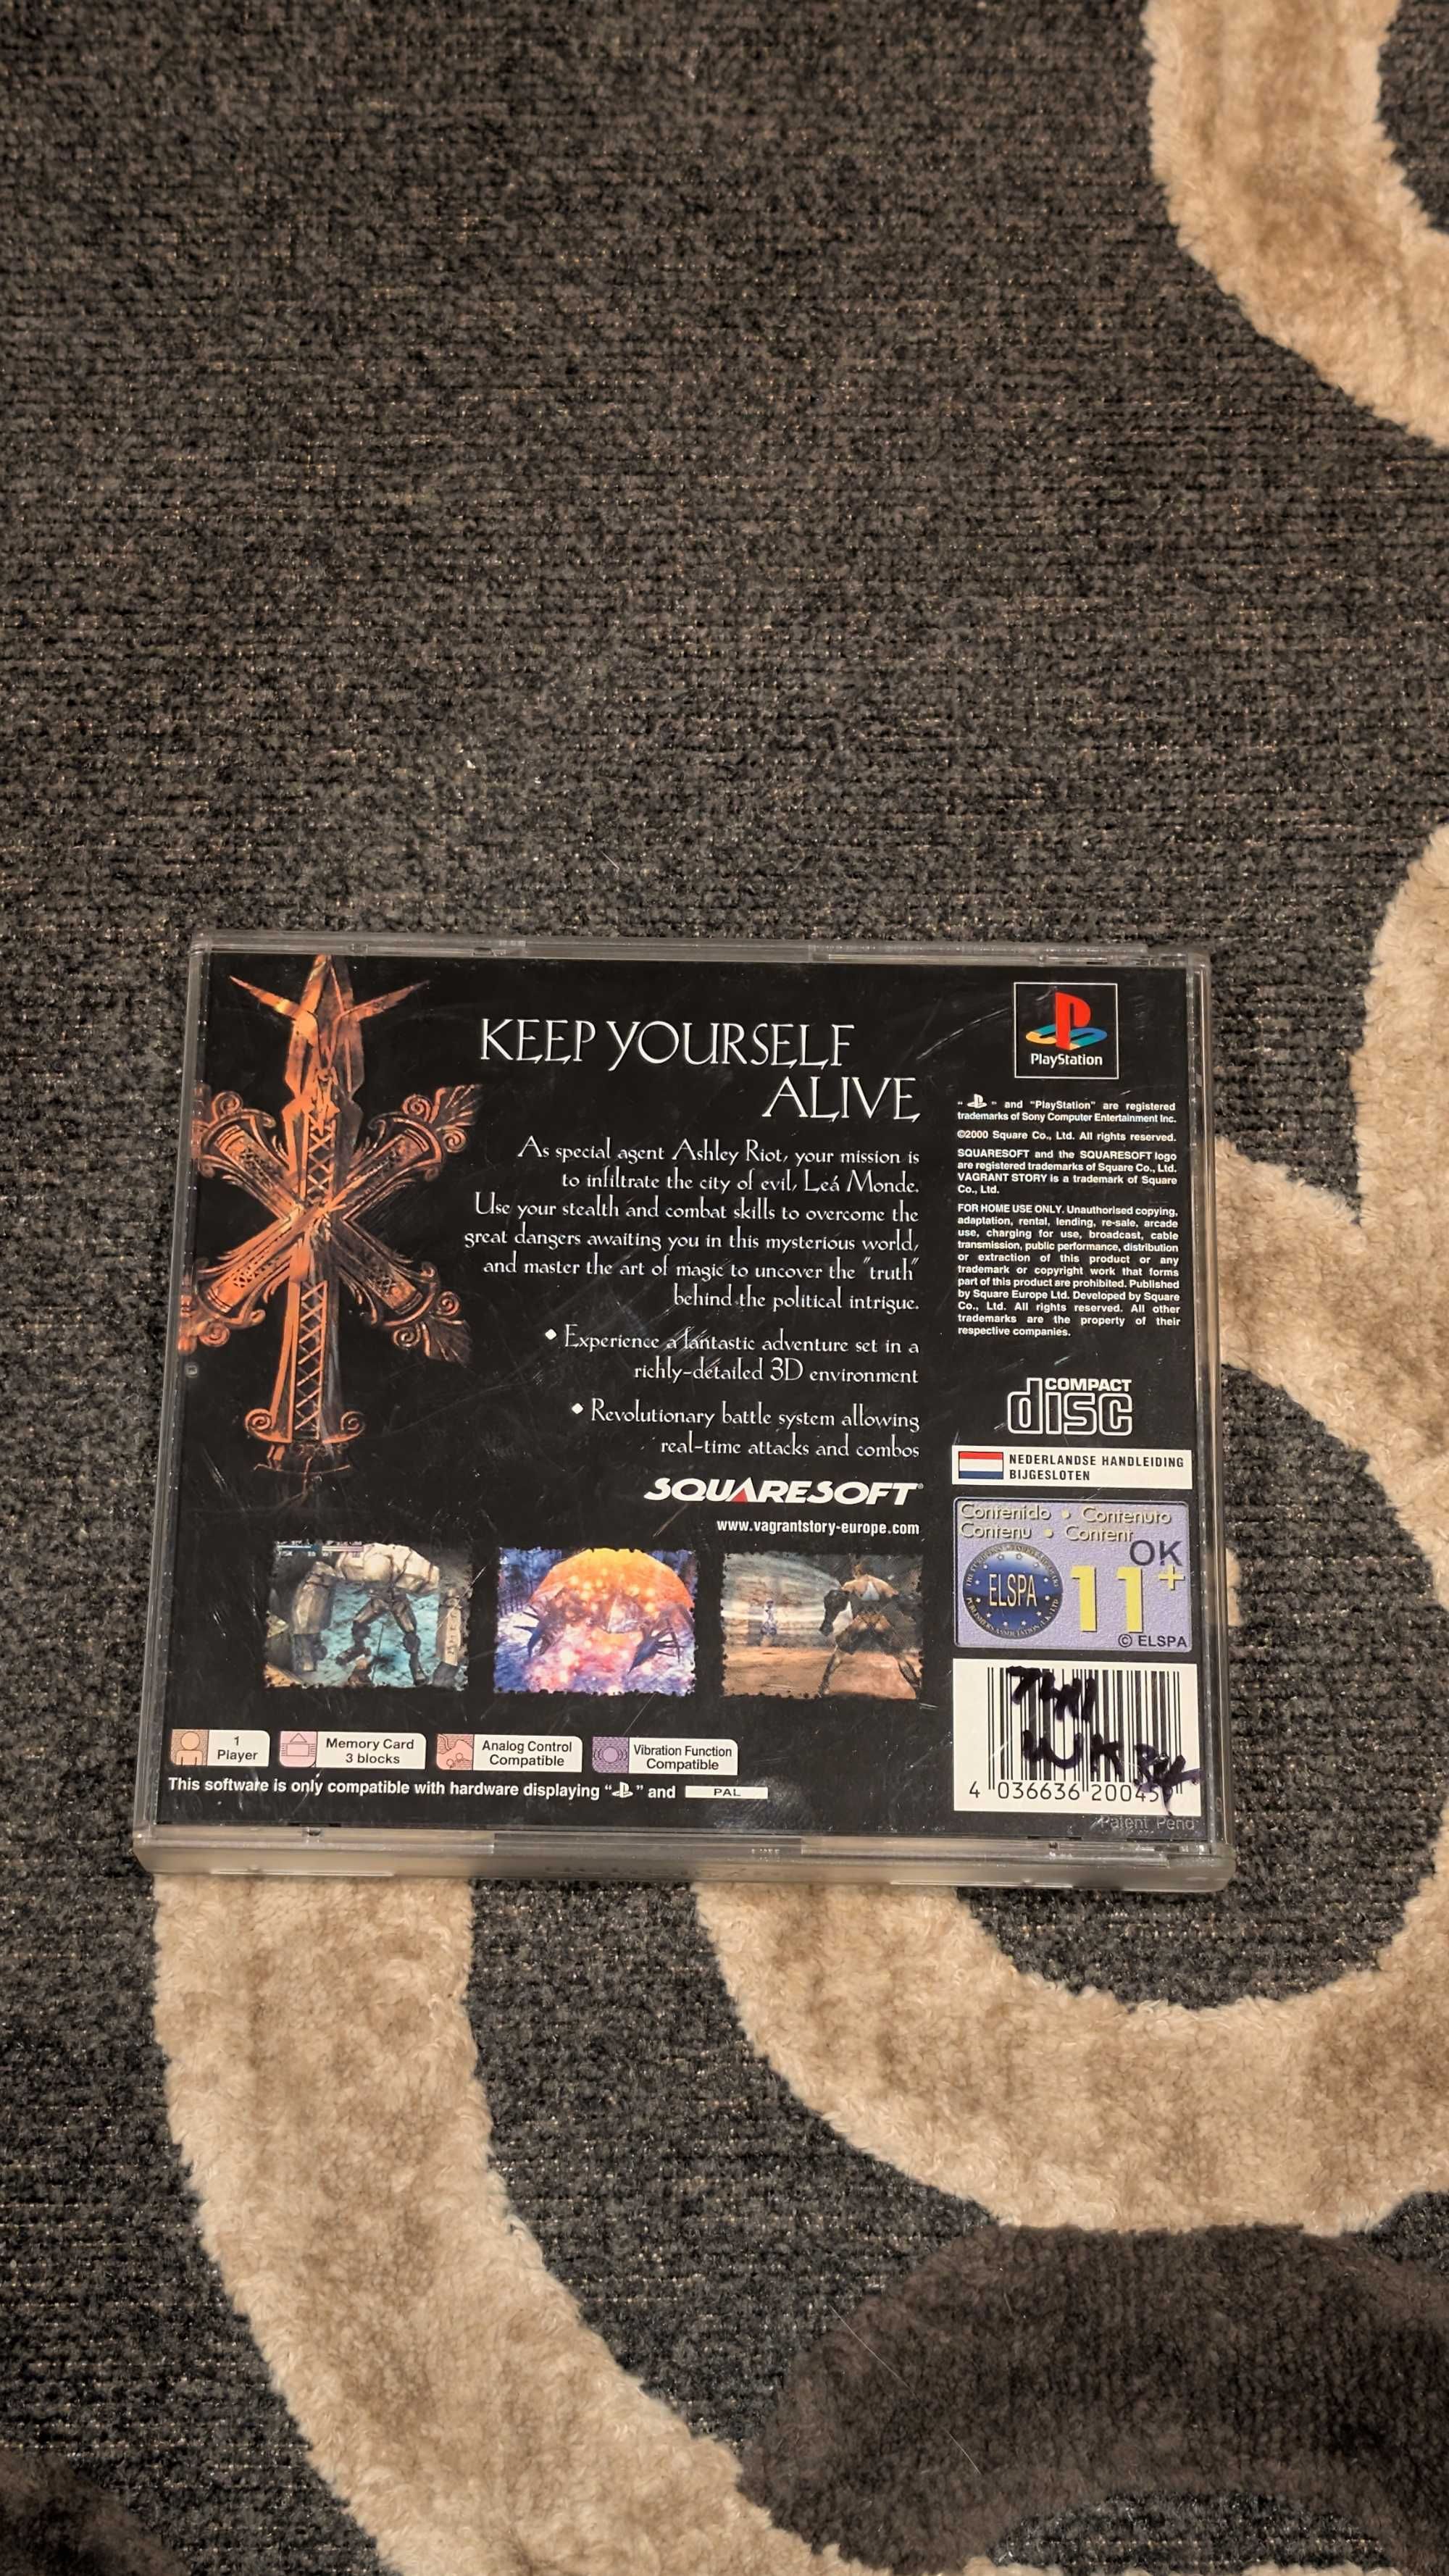 KEEP YOURSELF
ALIVE
As special agent Ashley Riot, your mission is
to infiltrate the city of evil, Leá Monde.
Use your stealth and combat skills to overcome the
great dangers awaiting you in this mysterious world,
and master the art of magic to uncover the "truth"
behind the political intrigue.
Experience a fantastic adventure set in a
richly-detailed 3D environment
Revolutionary battle system allowing
real-time attacks and combos
SQUARESOFT
www.vagrantstory-europe.com
1
Player
Memory Card
3 blocks
Analog Control
Compatible
Vibration Function
Compatible
This software is only compatible with hardware displaying " " and PAL
PlayStation
" " and "PlayStation" are registered
trademarks of Sony Computer Entertainment Inc.
©2000 Square Co., Ltd. All rights reserved.
SQUARESOFT and the SQUARESOFT logo
are registered trademarks of Square Co., Ltd.
VAGRANT STORY is a trademark of Square
Co., Ltd.
FOR HOME USE ONLY. Unauthorised copying,
adaptation, rental, lending, re-sale, arcade
use, charging for use, broadcast, cable
transmission, public performance, distribution
or extraction of this product or any
trademark or copyright work that forms
part of this product are prohibited. Published
by Square Europe Ltd. Developed by Square
Co., Ltd. All rights reserved. All other
trademarks are the property of their
respective companies.
COMPACT
disc
NEDERLANDSE HANDLEIDING
BIJGESLOTEN
Contenido • Contenuto
Contenu • Content
OK
ELSPA
11+
© ELSPA
4 036636 200
Patent Pend